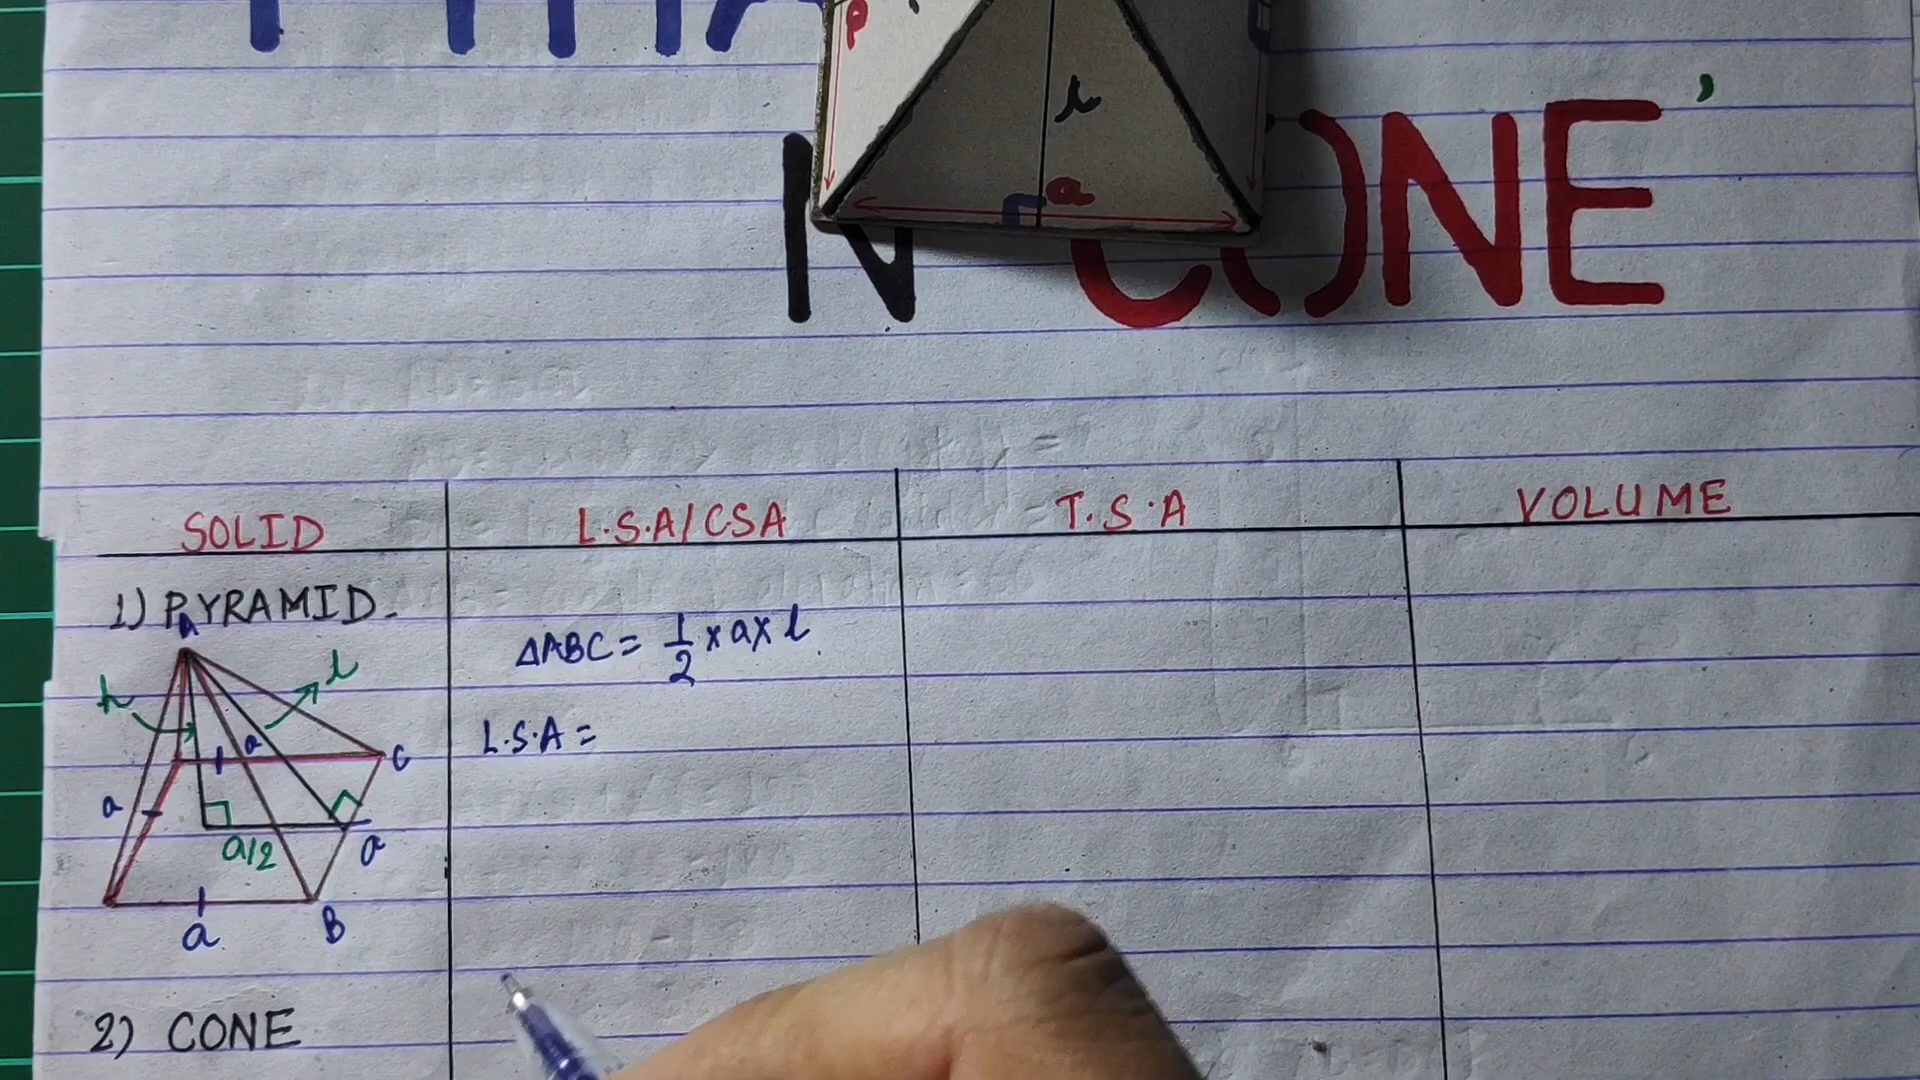 P
l
a
N CONE,
SOLID L.S.A/CSA T.S.A VOLUME
1) PYRAMID
A
ΔABC = 1/2 × a × l
h l
L.S.A =
a C
a
a/2 a
a B
2) CONE